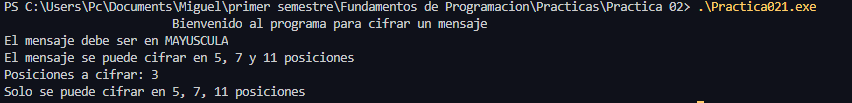 PS C:\Users\Pc\Documents\Miguel\primer semestre\Fundamentos de Programacion\Practicas\Practica 02> .\Practica021.exe
Bienvenido al programa para cifrar un mensaje
El mensaje debe ser en MAYUSCULA
El mensaje se puede cifrar en 5, 7 y 11 posiciones
Posiciones a cifrar: 3
Solo se puede cifrar en 5, 7, 11 posiciones